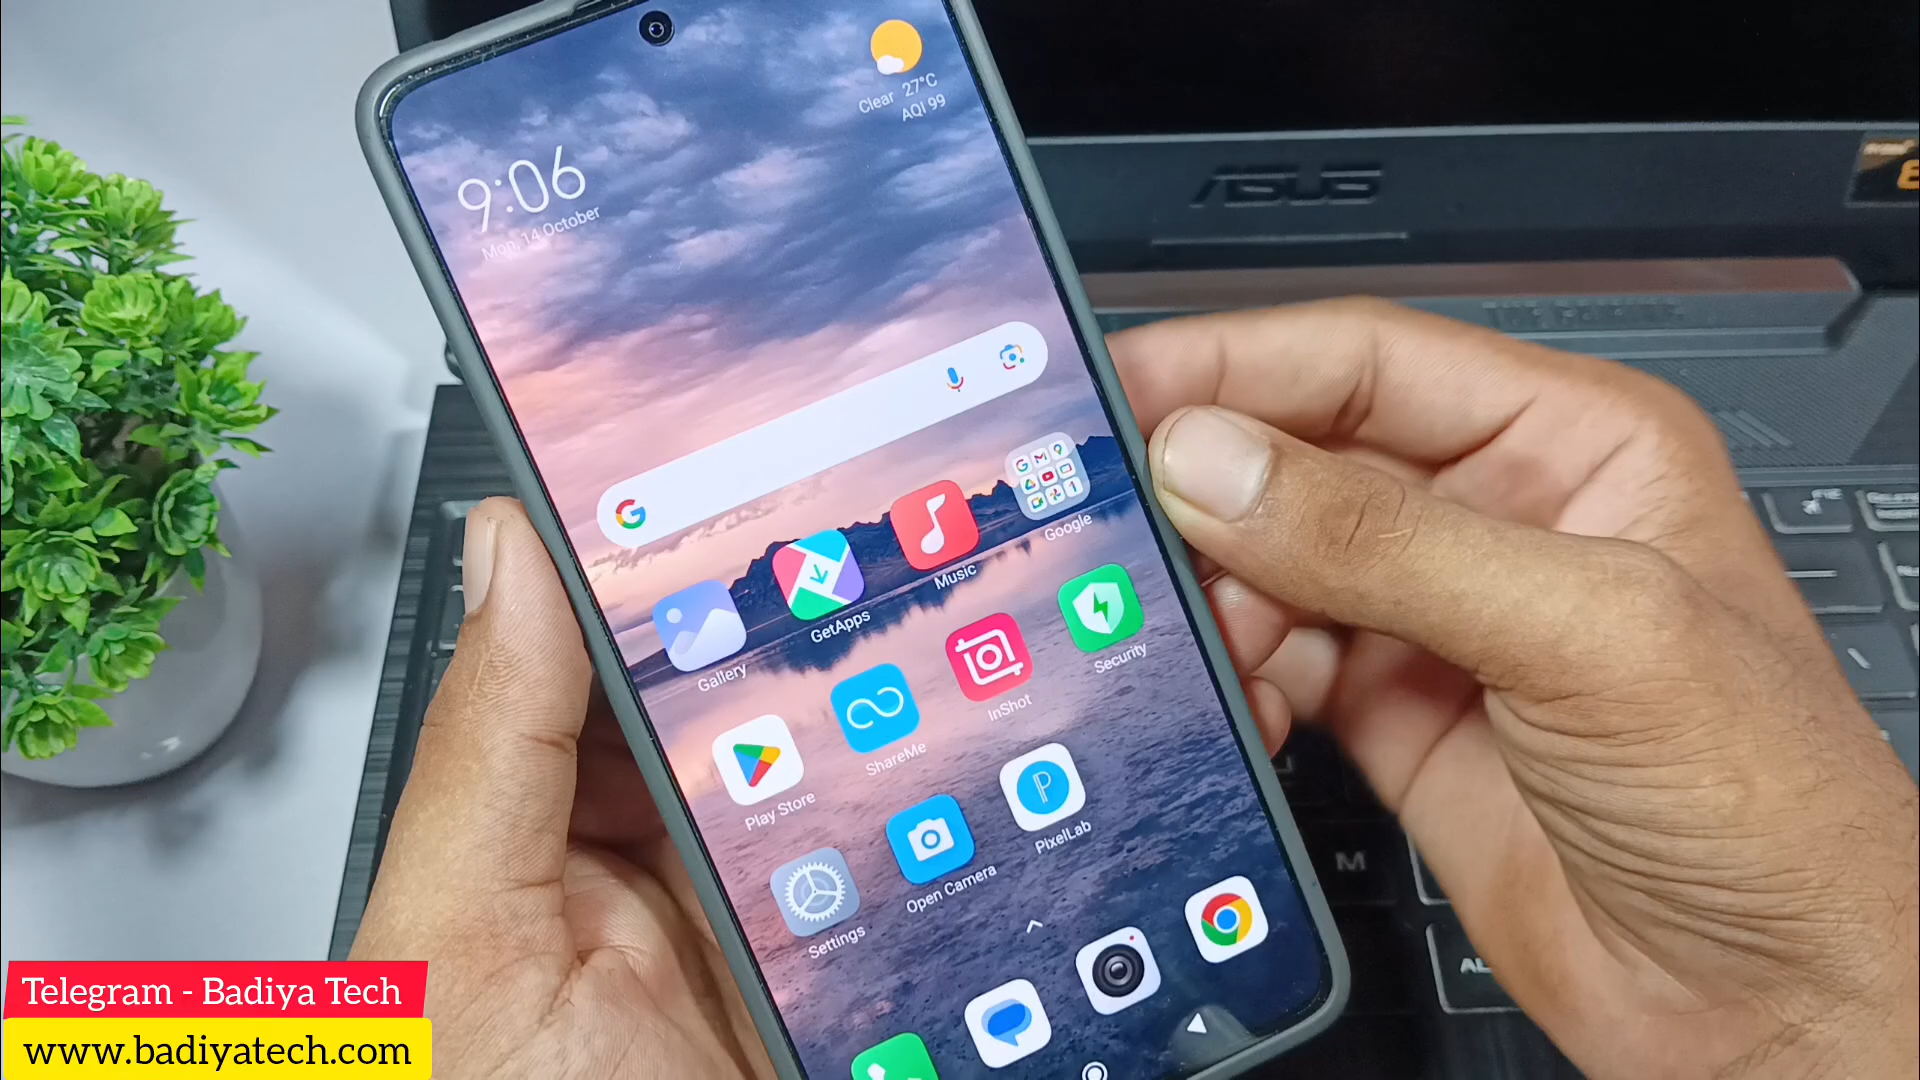 Clear 27°C
AQI 99
9:06
Mon, 14 October
ASUS
Google
Music
GetApps
Gallery
Security
InShot
ShareMe
Play Store
P
PixelLab
Open Camera
Settings
M
Telegram - Badiya Tech
www.badiyatech.com